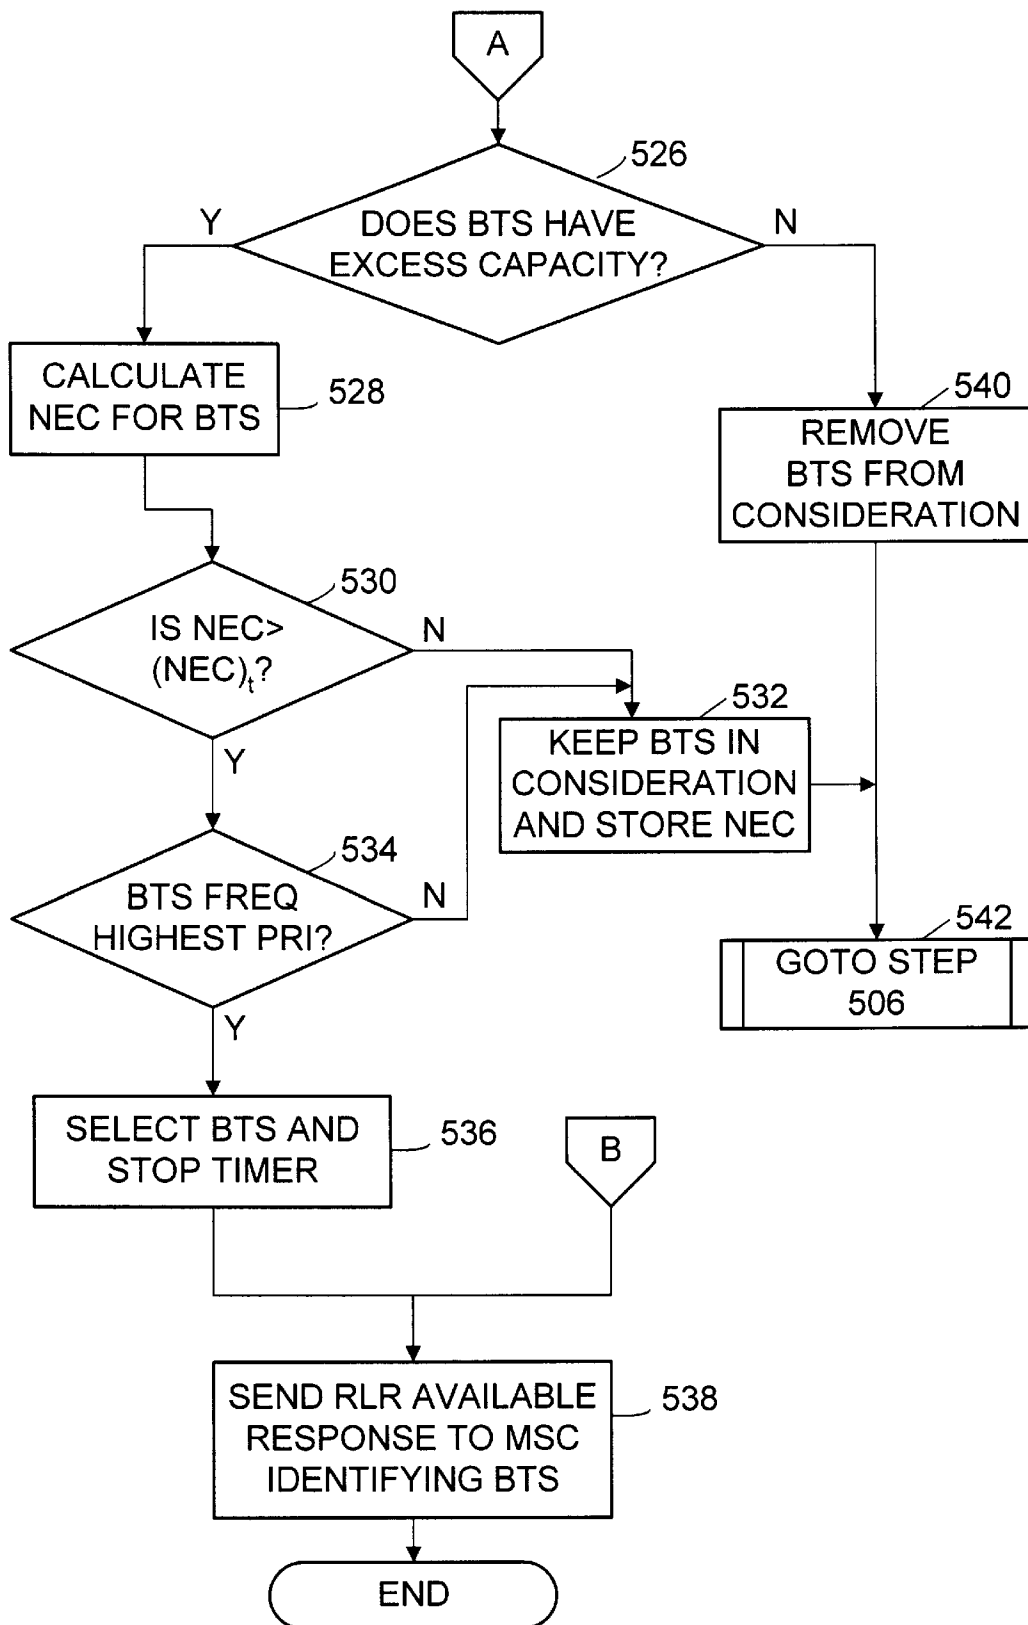 A
526
Y
DOES BTS HAVE
EXCESS CAPACITY?
N
CALCULATE
NEC FOR BTS
528
540
REMOVE
BTS FROM
CONSIDERATION
530
IS NEC>
(NEC)t?
N
Y
532
KEEP BTS IN
CONSIDERATION
AND STORE NEC
534
BTS FREQ
HIGHEST PRI?
N
Y
542
GOTO STEP
506
SELECT BTS AND
STOP TIMER
536
B
SEND RLR AVAILABLE
RESPONSE TO MSC
IDENTIFYING BTS
538
END